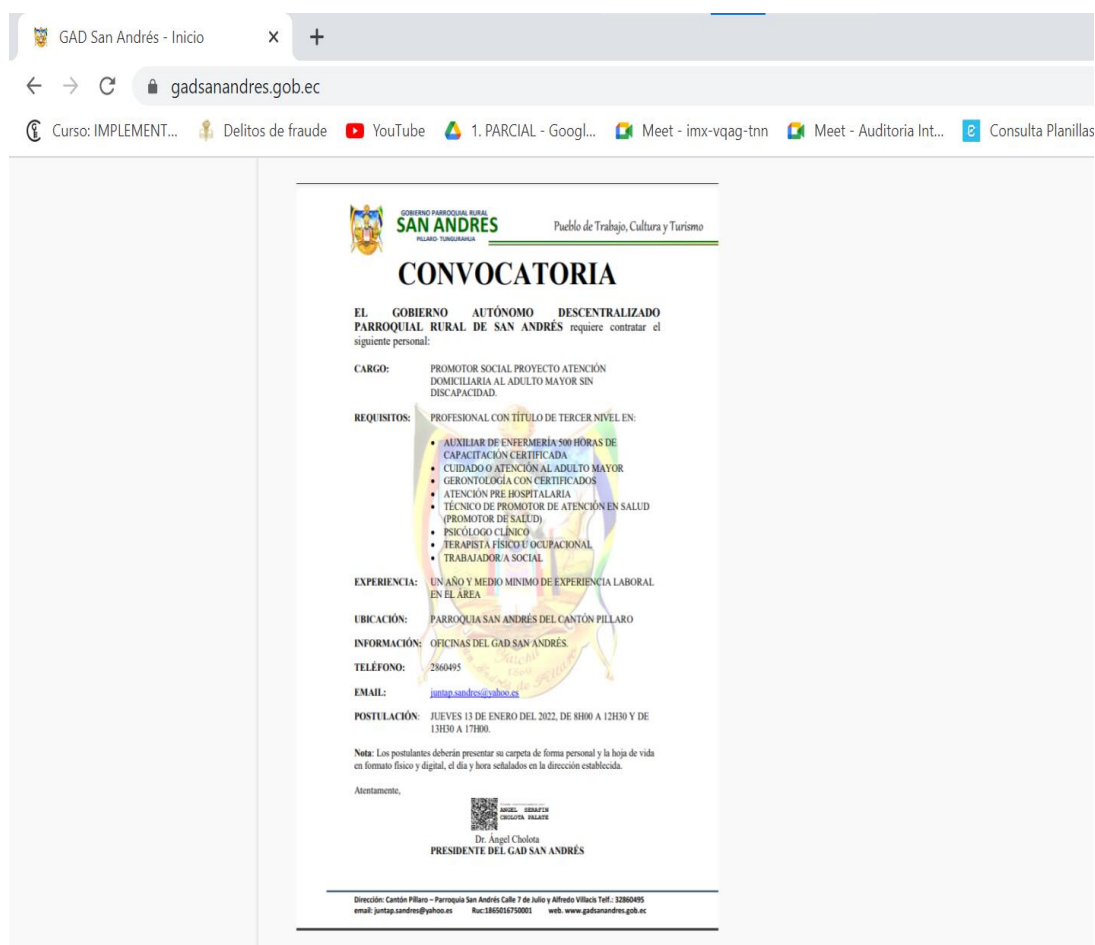 GAD San Andrés - Inicio
gadsanandres.gob.ec
Curso: IMPLEMENT... Delitos de fraude YouTube 1. PARCIAL - Googl... Meet - imx-vqag-tnn Meet - Auditoria Int... Consulta Planillas
GOBIERNO PARROQUIAL RURAL
SAN ANDRES
PILLARO- TUNGURAHUA
Pueblo de Trabajo, Cultura y Turismo
CONVOCATORIA
EL GOBIERNO AUTÓNOMO DESCENTRALIZADO
PARROQUIAL RURAL DE SAN ANDRÉS requiere contratar el
siguiente personal:
CARGO: PROMOTOR SOCIAL PROYECTO ATENCIÓN
DOMICILIARIA AL ADULTO MAYOR SIN
DISCAPACIDAD.
REQUISITOS: PROFESIONAL CON TÍTULO DE TERCER NIVEL EN:
• AUXILIAR DE ENFERMERÍA 500 HORAS DE
CAPACITACIÓN CERTIFICADA
• CUIDADO O ATENCIÓN AL ADULTO MAYOR
• GERONTOLOGÍA CON CERTIFICADOS
• ATENCIÓN PRE HOSPITALARIA
• TÉCNICO DE PROMOTOR DE ATENCIÓN EN SALUD
(PROMOTOR DE SALUD)
• PSICÓLOGO CLÍNICO
• TERAPISTA FÍSICO U OCUPACIONAL
• TRABAJADOR/A SOCIAL
EXPERIENCIA: UN AÑO Y MEDIO MINIMO DE EXPERIENCIA LABORAL
EN EL ÁREA
UBICACIÓN: PARROQUIA SAN ANDRÉS DEL CANTÓN PILLARO
INFORMACIÓN: OFICINAS DEL GAD SAN ANDRÉS.
TELÉFONO: 2860495
EMAIL: juntap.sandres@yahoo.es
POSTULACIÓN: JUEVES 13 DE ENERO DEL 2022, DE 8H00 A 12H30 Y DE
13H30 A 17H00.
Nota: Los postulantes deberán presentar su carpeta de forma personal y la hoja de vida
en formato físico y digital, el día y hora señalados en la dirección establecida.
Atentamente,
ANGEL SERAFIN
CHOLOTA PALATE
Dr. Ángel Cholota
PRESIDENTE DEL GAD SAN ANDRÉS
Dirección: Cantón Píllaro – Parroquia San Andrés Calle 7 de Julio y Alfredo Villacis Telf.: 32860495
email: juntap.sandres@yahoo.es Ruc:1865016750001 web. www.gadsanandres.gob.ec